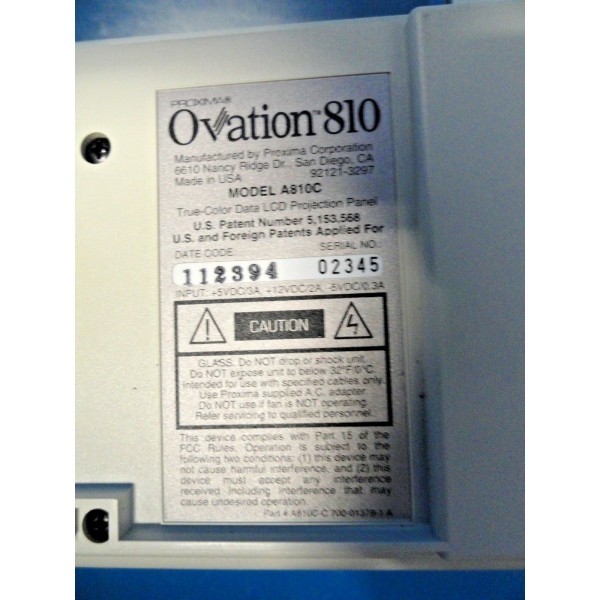 PROXIMA®
Ovation™810
Manufactured by Proxima Corporation
6610 Nancy Ridge Dr., San Diego, CA
Made in USA 92121-3297
MODEL A810C
True-Color Data LCD Projection Panel
U.S. Patent Number 5,153,568
U.S. and Foreign Patents Applied For
DATE CODE: SERIAL NO.:
112394 02345
INPUT: +5VDC/3A, +12VDC/2A, -5VDC/0.3A
CAUTION
GLASS. Do NOT drop or shock unit.
Do NOT expose unit to below 32°F/0°C.
Intended for use with specified cables only.
Use Proxima supplied A.C. adapter
Do NOT use if fan is NOT operating.
Refer servicing to qualified personnel.
This device complies with Part 15 of the
FCC Rules. Operation is subject to the
following two conditions: (1) this device may
not cause harmful interference, and (2) this
device must accept any interference
received including interference that may
cause undesired operation.
Part # A810C-C 700-01378-1 A